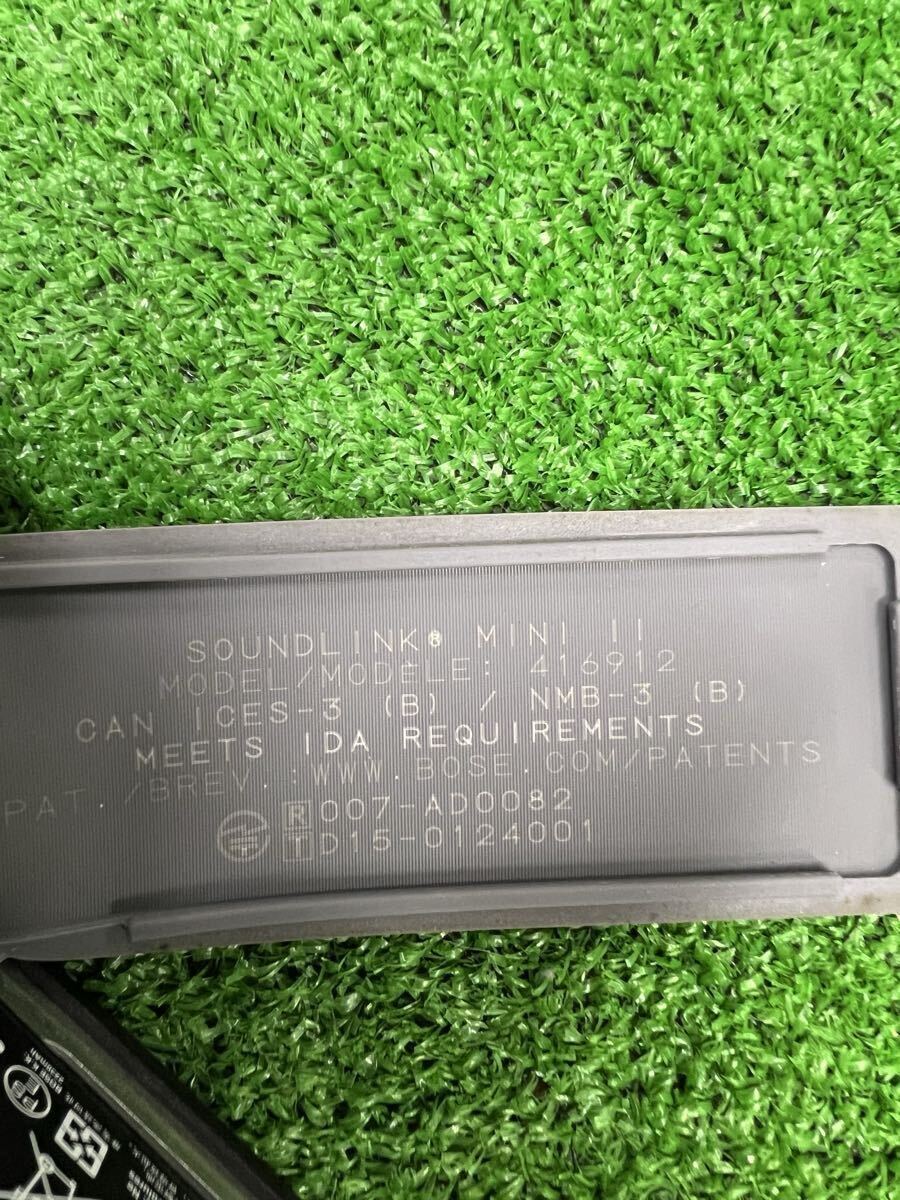 SOUNDLINK® MINI II
MODEL/MODÈLE: 416912
CAN ICES-3 (B) / NMB-3 (B)
MEETS IDA REQUIREMENTS
PAT./BREV.:WWW.BOSE.COM/PATENTS
R 007-AD0082
T D15-0124001